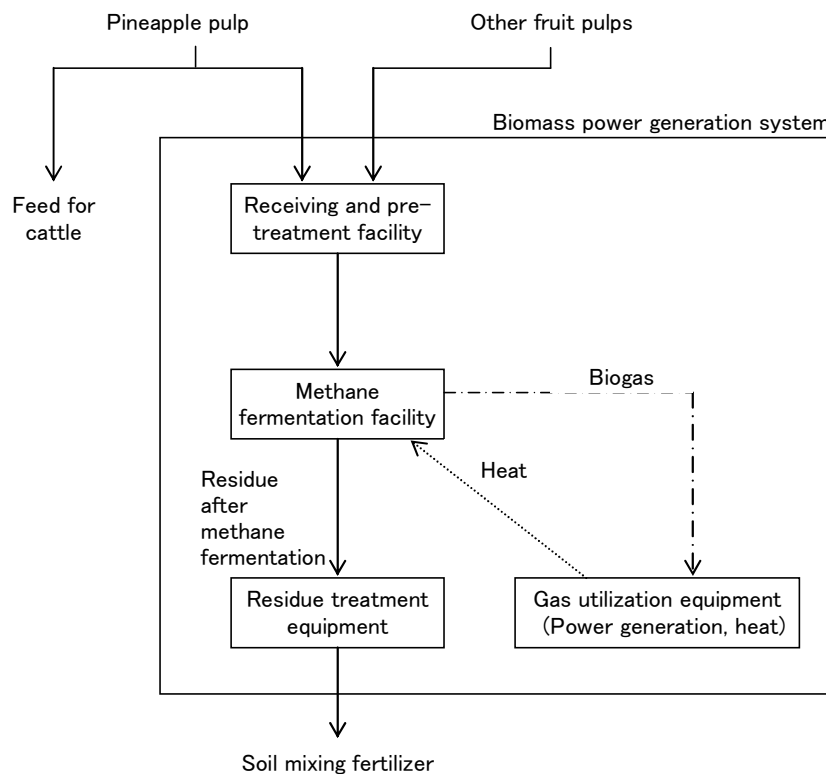 Pineapple pulp
Other fruit pulps
Biomass power generation system
Feed for
cattle
Receiving and pre-
treatment facility
Methane
fermentation facility
Biogas
Heat
Residue
after
methane
fermentation
Residue treatment
equipment
Gas utilization equipment
(Power generation, heat)
Soil mixing fertilizer